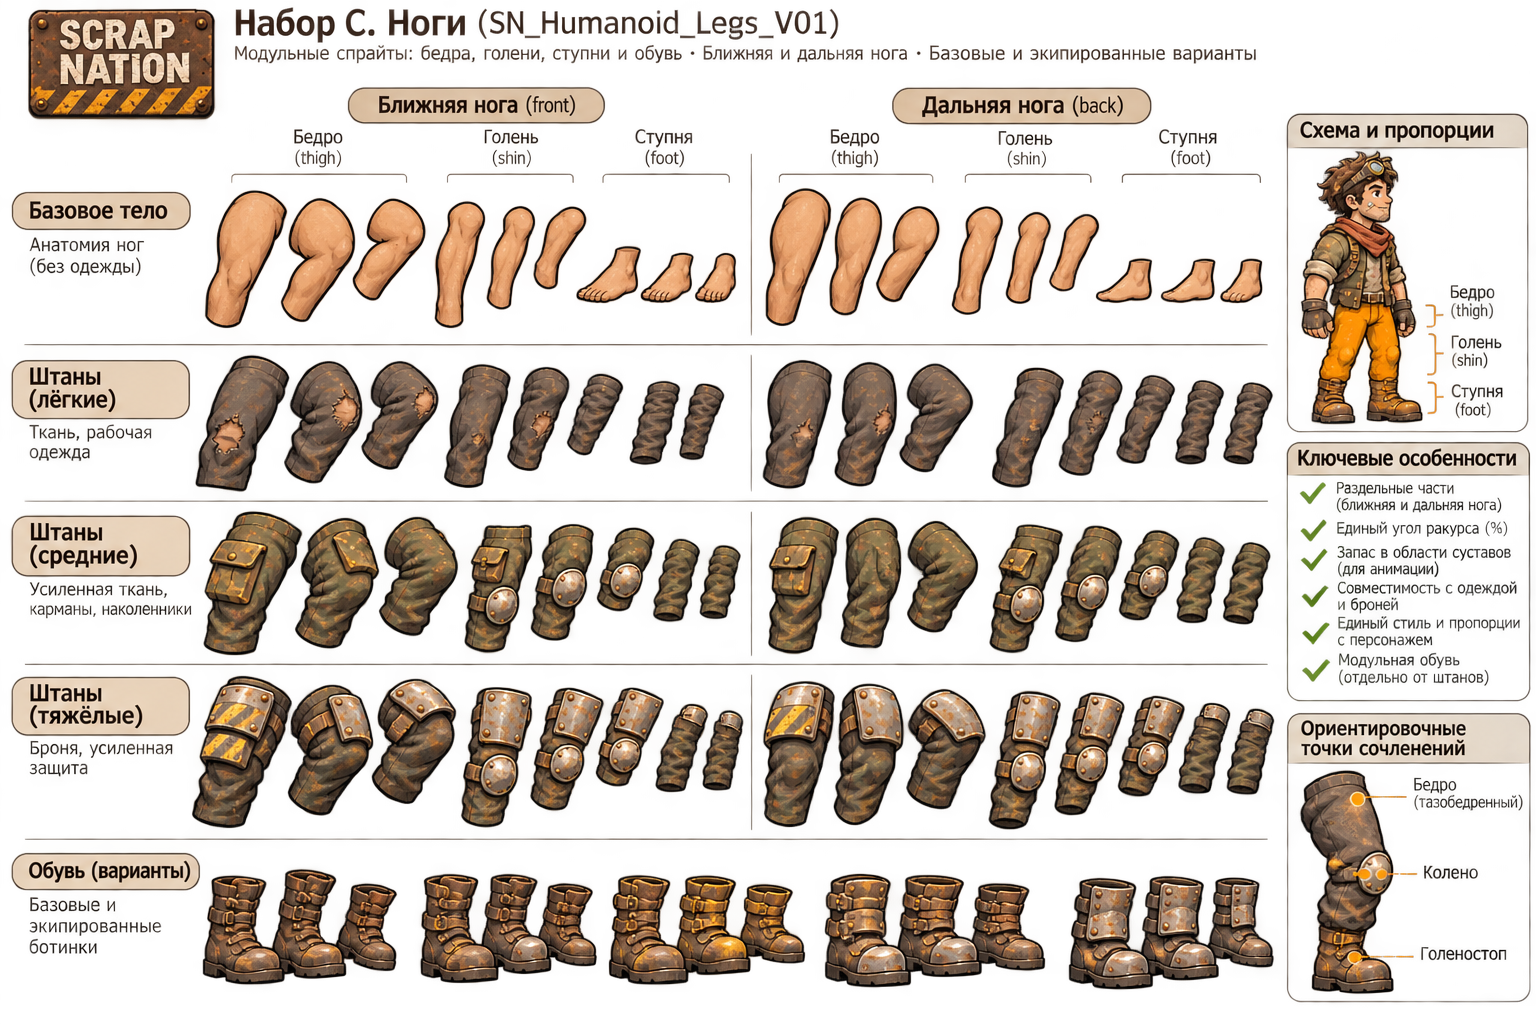 SCRAP
NATION
Набор C. Ноги (SN_Humanoid_Legs_V01)
Модульные спрайты: бедра, голени, ступни и обувь · Ближняя и дальняя нога · Базовые и экипированные варианты
Ближняя нога (front)
Дальняя нога (back)
Бедро
(thigh)
Голень
(shin)
Ступня
(foot)
Бедро
(thigh)
Голень
(shin)
Ступня
(foot)
Базовое тело
Анатомия ног
(без одежды)
Штаны
(лёгкие)
Ткань, рабочая
одежда
Штаны
(средние)
Усиленная ткань,
карманы, наколенники
Штаны
(тяжёлые)
Броня, усиленная
защита
Обувь (варианты)
Базовые и
экипированные
ботинки
Схема и пропорции
Бедро
(thigh)
Голень
(shin)
Ступня
(foot)
Ключевые особенности
Раздельные части
(ближняя и дальняя нога)
Единый угол ракурса (%)
Запас в области суставов
(для анимации)
Совместимость с одеждой
и броней
Единый стиль и пропорции
с персонажем
Модульная обувь
(отдельно от штанов)
Ориентировочные
точки сочленений
Бедро
(тазобедренный)
Колено
Голеностоп